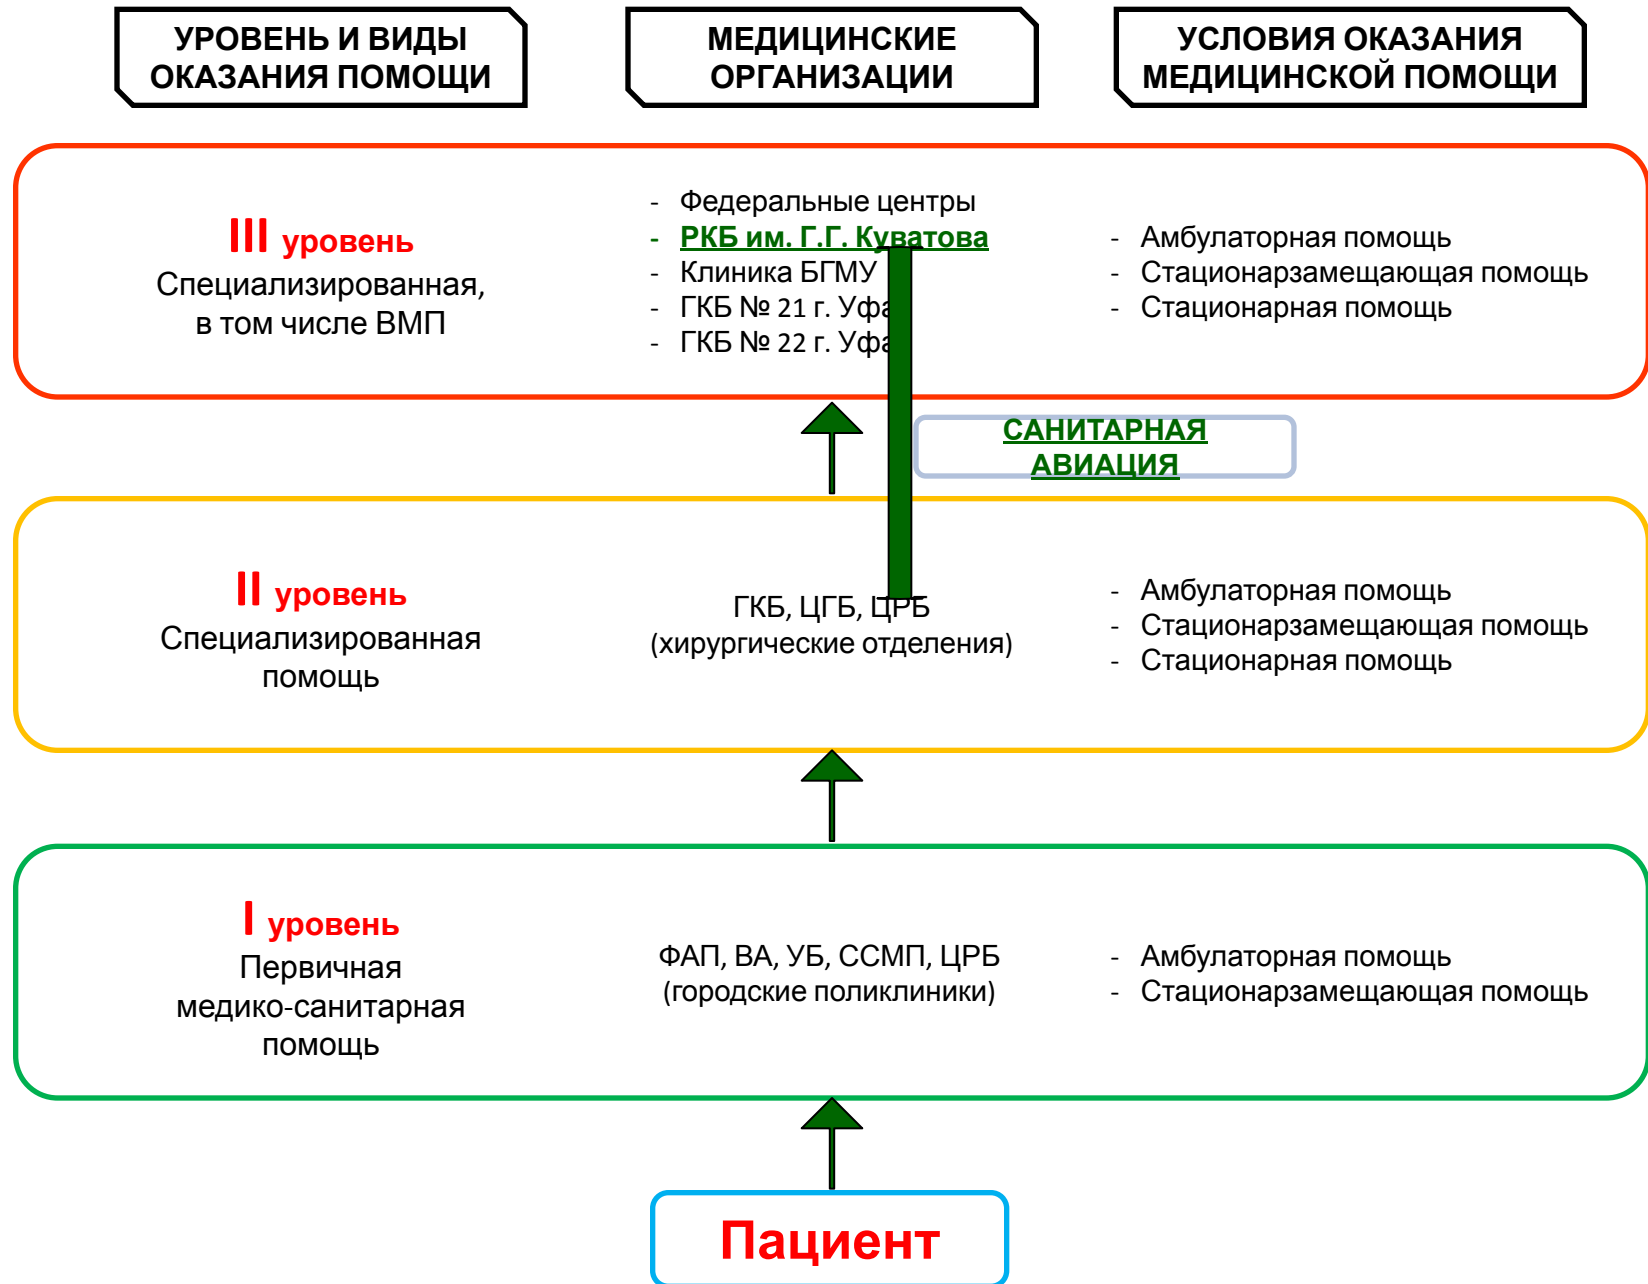 УРОВЕНЬ И ВИДЫ
ОКАЗАНИЯ ПОМОЩИ
МЕДИЦИНСКИЕ
ОРГАНИЗАЦИИ
УСЛОВИЯ ОКАЗАНИЯ
МЕДИЦИНСКОЙ ПОМОЩИ
III уровень
Специализированная,
в том числе ВМП
- Федеральные центры
- РКБ им. Г.Г. Куватова
- Клиника БГМУ
- ГКБ № 21 г. Уфа
- ГКБ № 22 г. Уфа
- Амбулаторная помощь
- Стационарзамещающая помощь
- Стационарная помощь
САНИТАРНАЯ
АВИАЦИЯ
II уровень
Специализированная
помощь
ГКБ, ЦГБ, ЦРБ
(хирургические отделения)
- Амбулаторная помощь
- Стационарзамещающая помощь
- Стационарная помощь
I уровень
Первичная
медико-санитарная
помощь
ФАП, ВА, УБ, ССМП, ЦРБ
(городские поликлиники)
- Амбулаторная помощь
- Стационарзамещающая помощь
Пациент